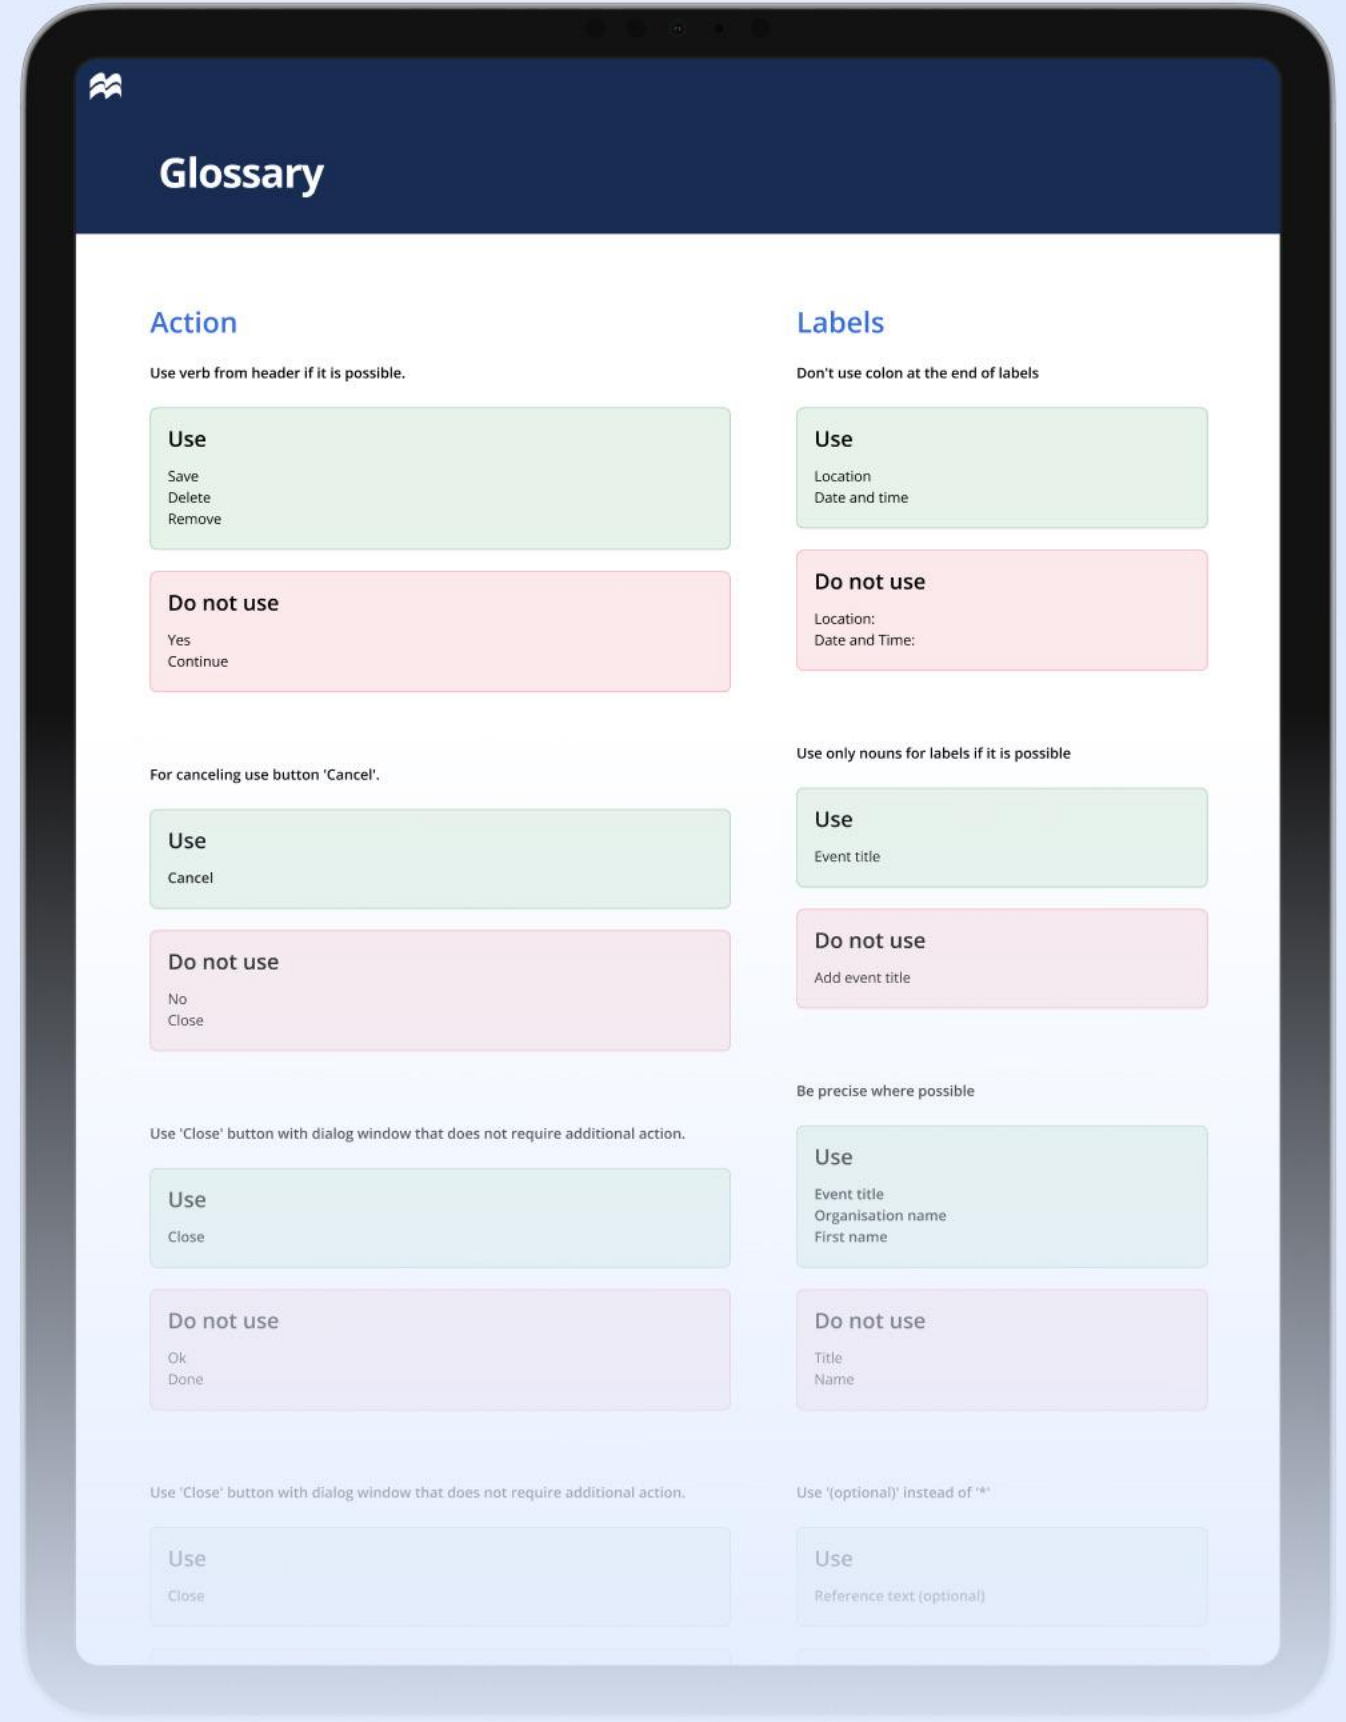 Glossary
Action
Use verb from header if it is possible.
Use
Save
Delete
Remove
Do not use
Yes
Continue
For canceling use button 'Cancel'.
Use
Cancel
Do not use
No
Close
Use 'Close' button with dialog window that does not require additional action.
Use
Close
Do not use
Ok
Done
Use 'Close' button with dialog window that does not require additional action.
Use
Close
Labels
Don't use colon at the end of labels
Use
Location
Date and time
Do not use
Location:
Date and Time:
Use only nouns for labels if it is possible
Use
Event title
Do not use
Add event title
Be precise where possible
Use
Event title
Organisation name
First name
Do not use
Title
Name
Use '(optional)' instead of '*'
Use
Reference text (optional)